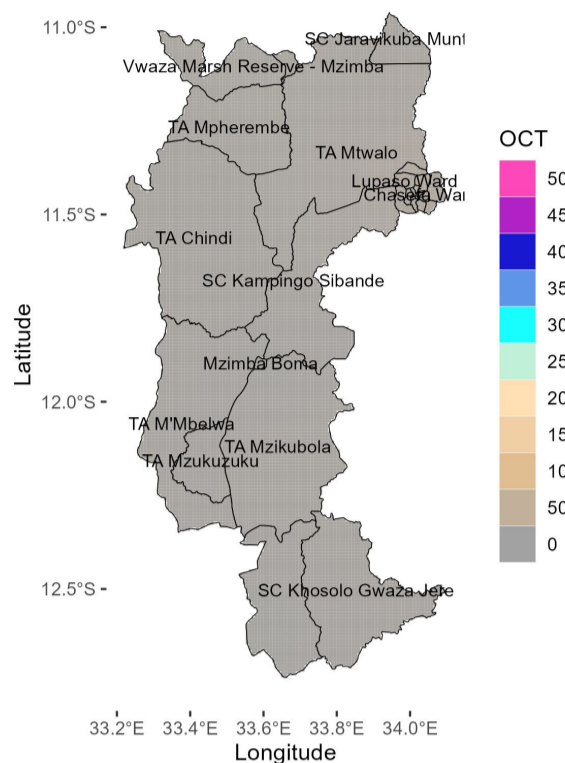 11.0°S
SC Jaravikuba Munt
Vwaza Marsh Reserve - Mzimba
TA Mpherembe
TA Mtwalo
Lupaso Ward
11.5°S
TA Chindi
SC Kampingo Sibande
Mzimba Boma
12.0°S
TA M'Mbelwa
TA Mzikubola
TA Mzukuzuku
12.5°S
SC Khosolo Gwaza Jere
33.2°E 33.4°E 33.6°E 33.8°E 34.0°E
Longitude
Latitude
OCT
50
45
40
35
30
25
20
15
10
50
0